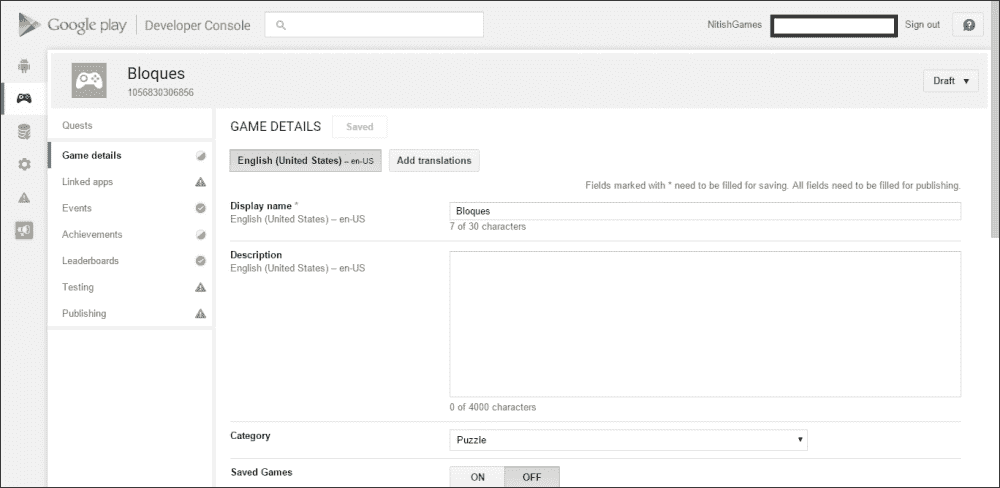 Google play | Developer Console
NitishGames
Sign out
Bloques
1056830306856
Draft
Quests
Game details
Linked apps
Events
Achievements
Leaderboards
Testing
Publishing
GAME DETAILS
Saved
English (United States) – en-US
Add translations
Fields marked with * need to be filled for saving. All fields need to be filled for publishing.
Display name *
English (United States) – en-US
Bloques
7 of 30 characters
Description
English (United States) – en-US
0 of 4000 characters
Category
Puzzle
Saved Games
ON
OFF